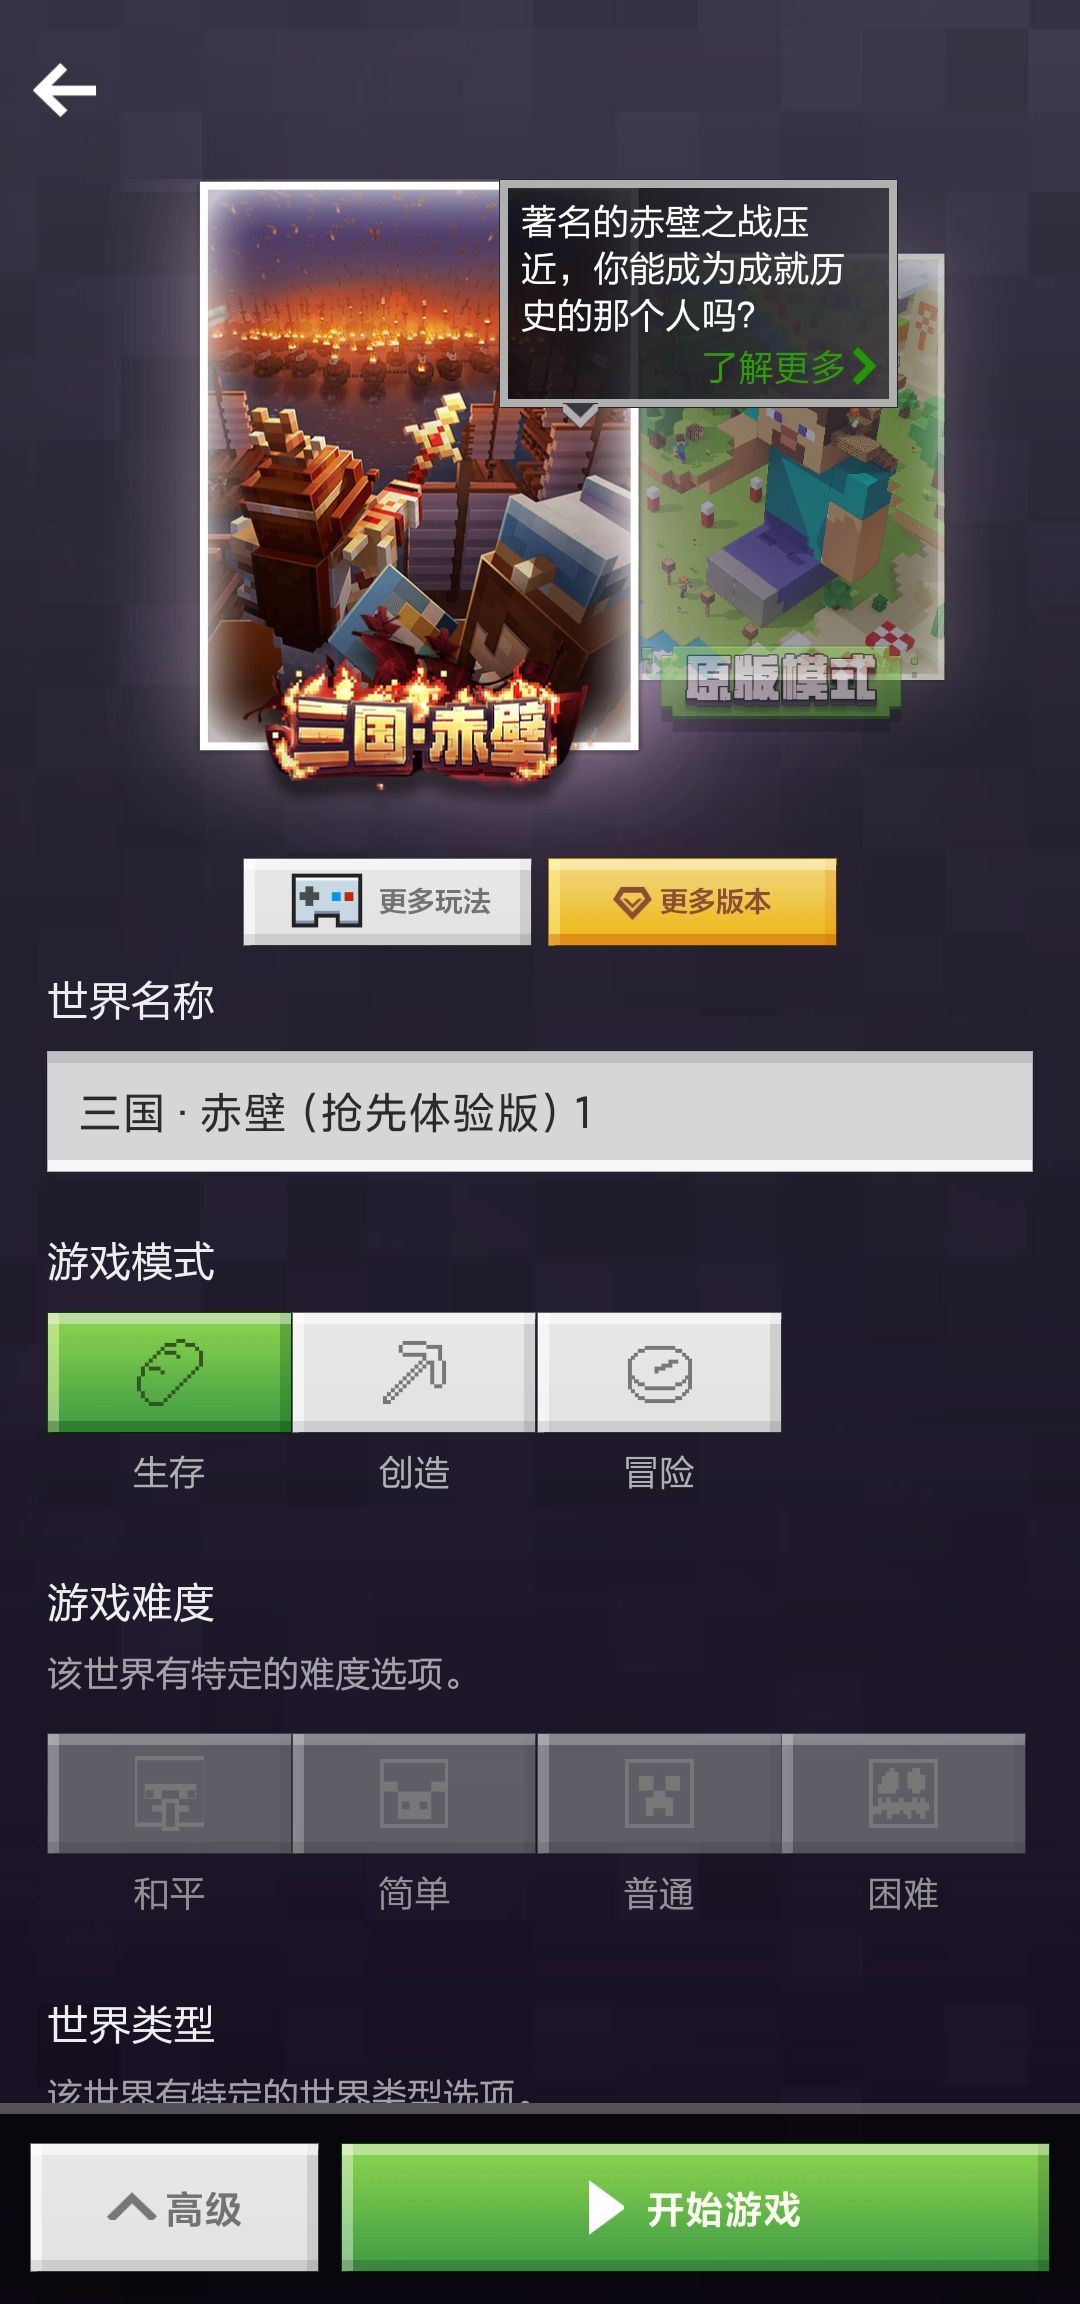 著名的赤壁之战压
近，你能成为成就历
史的那个人吗？
了解更多
三国·赤壁
原版模式
更多玩法
更多版本
世界名称
三国·赤壁（抢先体验版）1
游戏模式
生存
创造
冒险
游戏难度
该世界有特定的难度选项。
和平
简单
普通
困难
世界类型
该世界有特定的世界类型选项。
高级
开始游戏